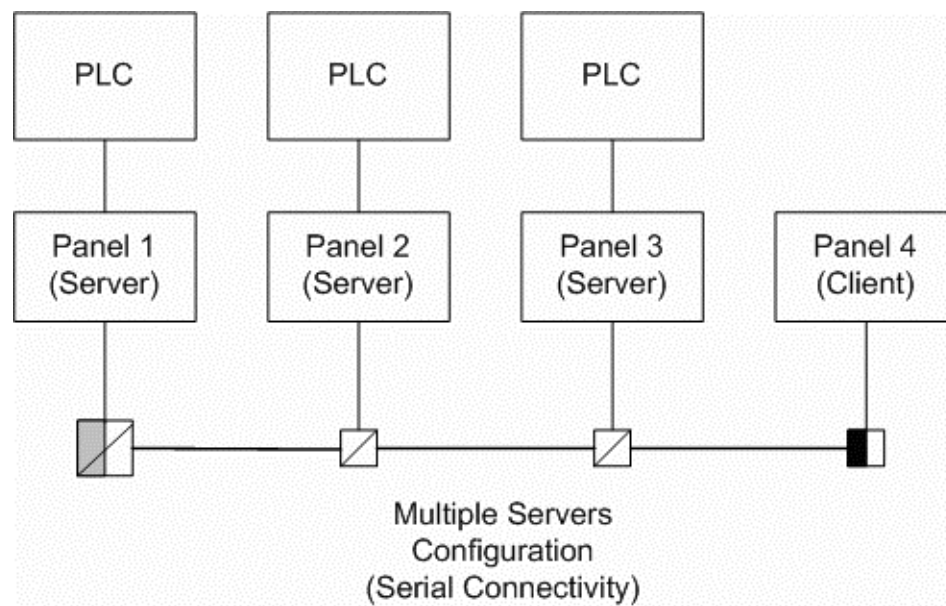 PLC
PLC
PLC
Panel 1
(Server)
Panel 2
(Server)
Panel 3
(Server)
Panel 4
(Client)
Multiple Servers
Configuration
(Serial Connectivity)